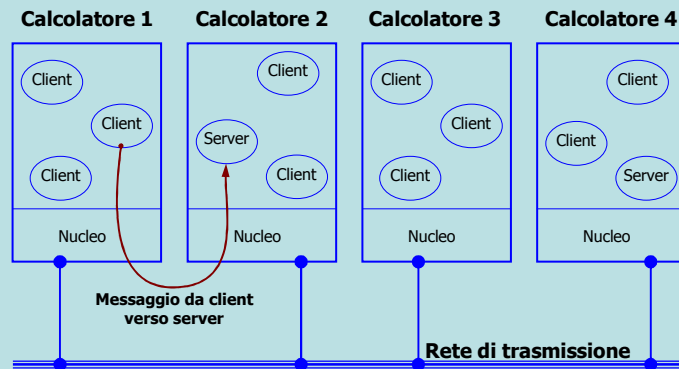 Calcolatore 1
Calcolatore 2
Calcolatore 3
Calcolatore 4
Client
Client
Client
Nucleo
Client
Server
Client
Nucleo
Client
Client
Client
Nucleo
Client
Client
Server
Nucleo
Messaggio da client
verso server
Rete di trasmissione